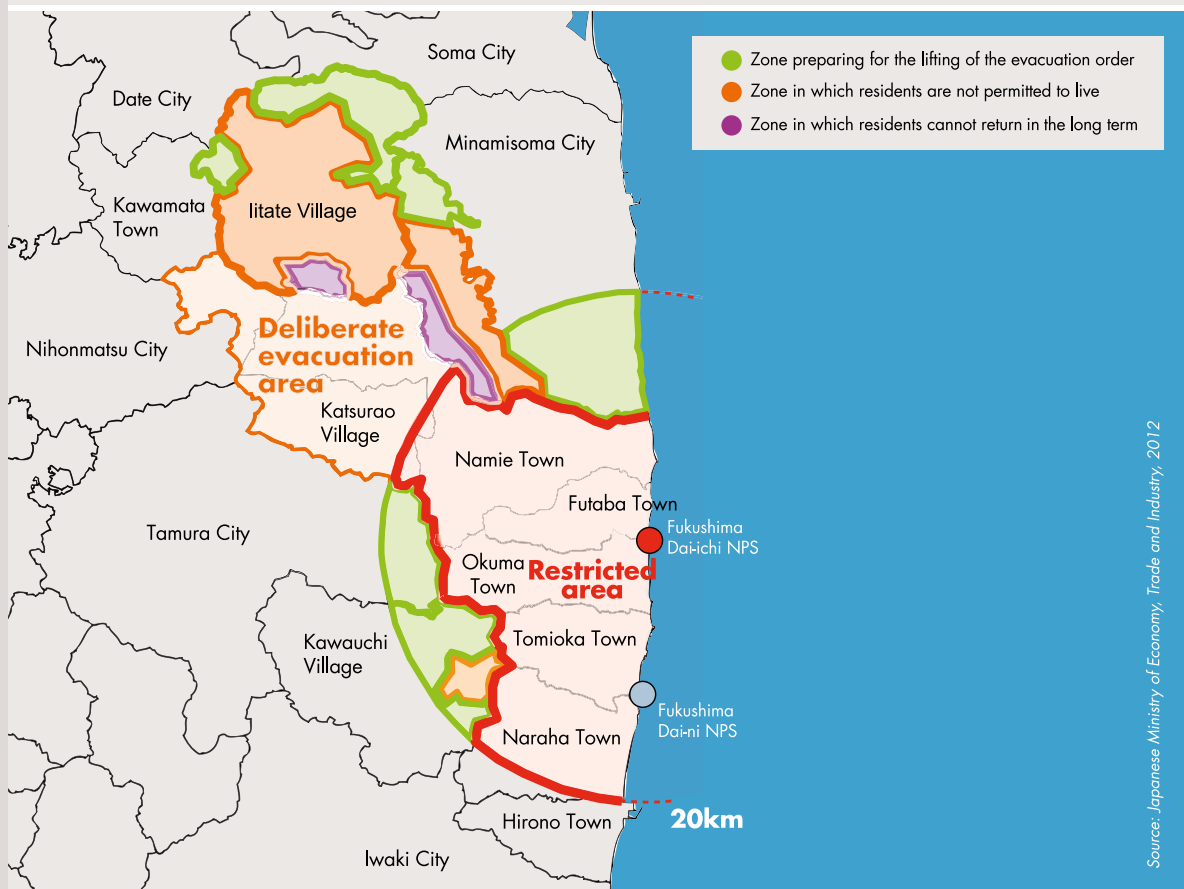 Zone preparing for the lifting of the evacuation order
Zone in which residents are not permitted to live
Zone in which residents cannot return in the long term
Soma City
Date City
Minamisoma City
Kawamata
Town
Iitate Village
Deliberate
evacuation
area
Nihonmatsu City
Katsurao
Village
Namie Town
Futaba Town
Fukushima
Dai-ichi NPS
Tamura City
Okuma
Town
Restricted
area
Kawauchi
Village
Tomioka Town
Fukushima
Dai-ni NPS
Naraha Town
20km
Hirono Town
Iwaki City
Source: Japanese Ministry of Economy, Trade and Industry, 2012